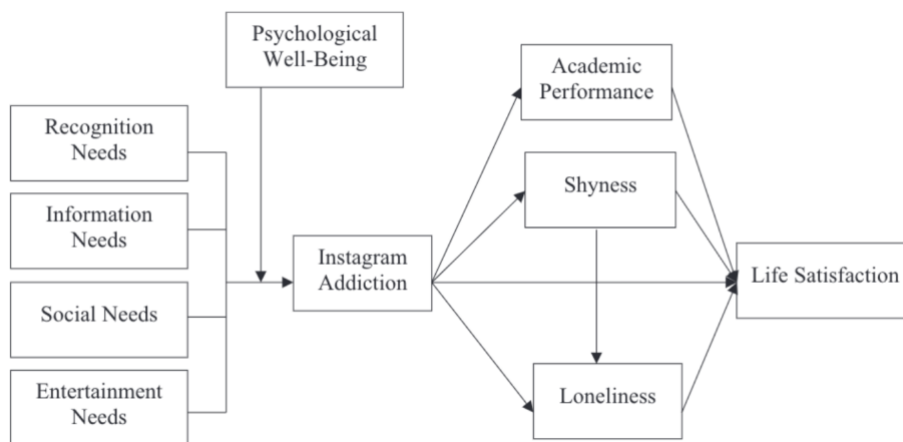 Psychological
Well-Being
Academic
Performance
Recognition
Needs
Shyness
Information
Needs
Instagram
Addiction
Life Satisfaction
Social Needs
Entertainment
Needs
Loneliness